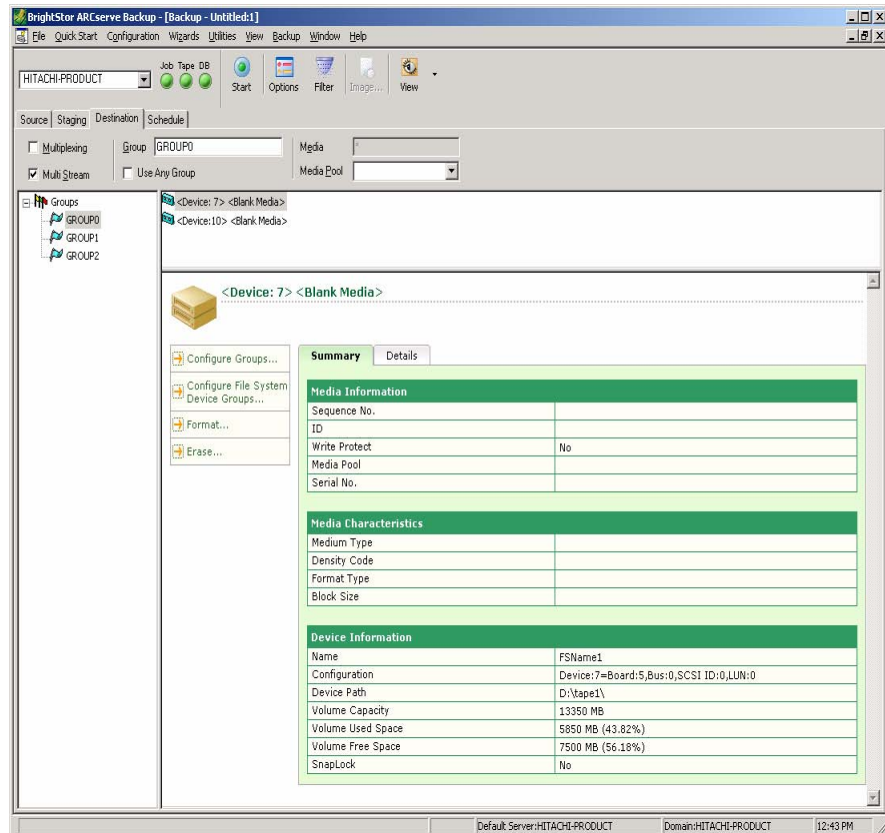 BrightStor ARCserve Backup - [Backup - Untitled:1]
File Quick Start Configuration Wizards Utilities View Backup Window Help
HITACHI-PRODUCT
Job Tape DB
Start Options Filter Image... View
Source Staging Destination Schedule
Multiplexing Group GROUP0 Media *
Multi Stream Use Any Group Media Pool
Groups
GROUP0
GROUP1
GROUP2
<Device: 7> <Blank Media>
<Device:10> <Blank Media>
<Device: 7> <Blank Media>
Configure Groups...
Configure File System
Device Groups...
Format...
Erase...
Summary Details
Media Information
Sequence No.
ID
Write Protect No
Media Pool
Serial No.
Media Characteristics
Medium Type
Density Code
Format Type
Block Size
Device Information
Name FSName1
Configuration Device:7=Board:5,Bus:0,SCSI ID:0,LUN:0
Device Path D:\tape1\
Volume Capacity 13350 MB
Volume Used Space 5850 MB (43.82%)
Volume Free Space 7500 MB (56.18%)
SnapLock No
Default Server:HITACHI-PRODUCT Domain:HITACHI-PRODUCT 12:43 PM